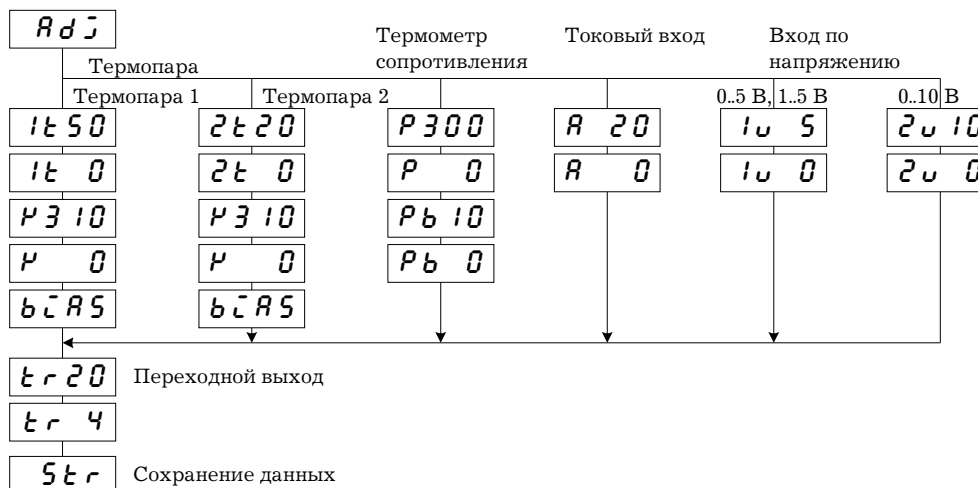 Adj
Термометр сопротивления
Токовый вход
Вход по напряжению
Термопара
Термопара 1
Термопара 2
0..5 В, 1..5 В
0..10 В
1t50
2t20
P300
A 20
1u 5
2u10
1t 0
2t 0
P 0
A 0
1u 0
2u 0
r310
r310
Pb10
r 0
r 0
Pb 0
biAS
biAS
tr20
Переходной выход
tr 4
Str
Сохранение данных